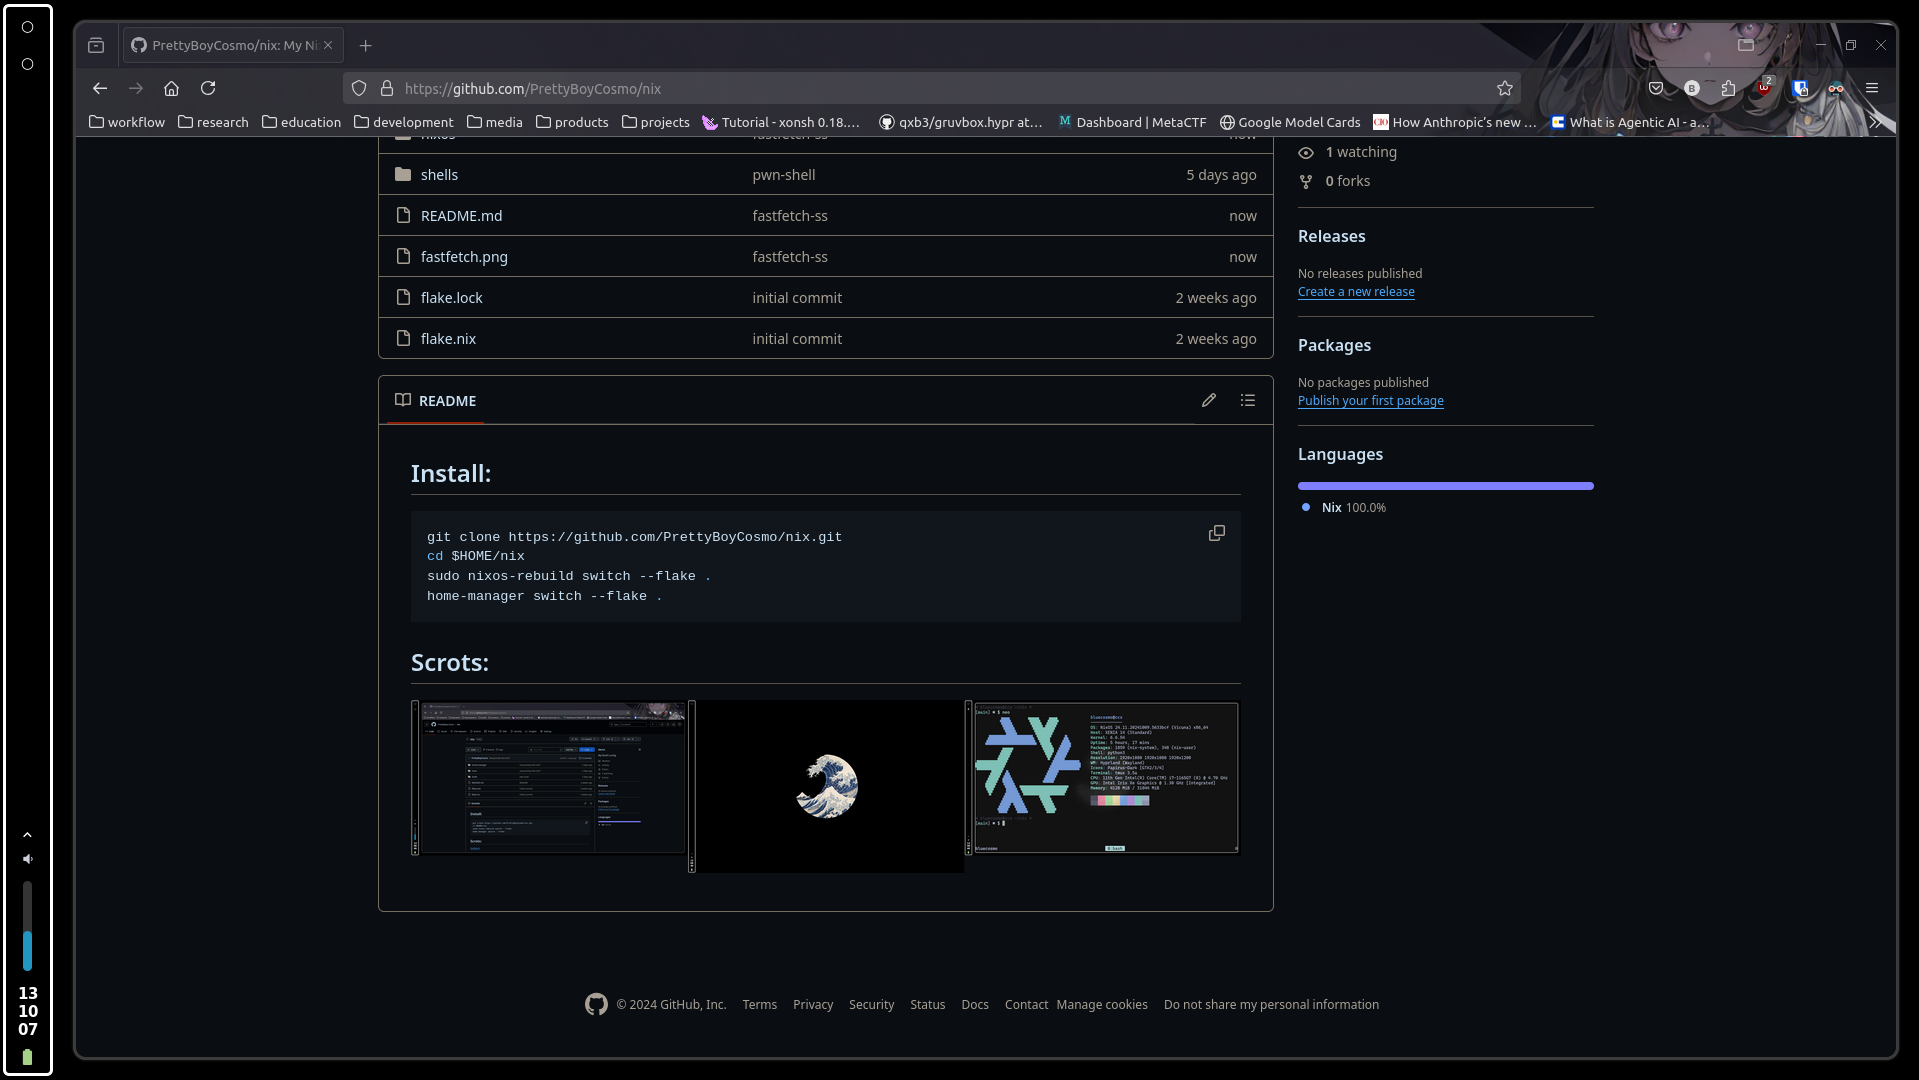 PrettyBoyCosmo/nix: My Ni
https://github.com/PrettyBoyCosmo/nix
B
2
workflow
research
education
development
media
products
projects
Tutorial - xonsh 0.18....
qxb3/gruvbox.hypr at...
Dashboard | MetaCTF
Google Model Cards
How Anthropic's new ...
What is Agentic AI - a...
nixos fastfetch-ss now
shells pwn-shell 5 days ago
README.md fastfetch-ss now
fastfetch.png fastfetch-ss now
flake.lock initial commit 2 weeks ago
flake.nix initial commit 2 weeks ago
README
Install:
git clone https://github.com/PrettyBoyCosmo/nix.git
cd $HOME/nix
sudo nixos-rebuild switch --flake .
home-manager switch --flake .
Scrots:
1 watching
0 forks
Releases
No releases published
Create a new release
Packages
No packages published
Publish your first package
Languages
Nix 100.0%
© 2024 GitHub, Inc. Terms Privacy Security Status Docs Contact Manage cookies Do not share my personal information
13
10
07